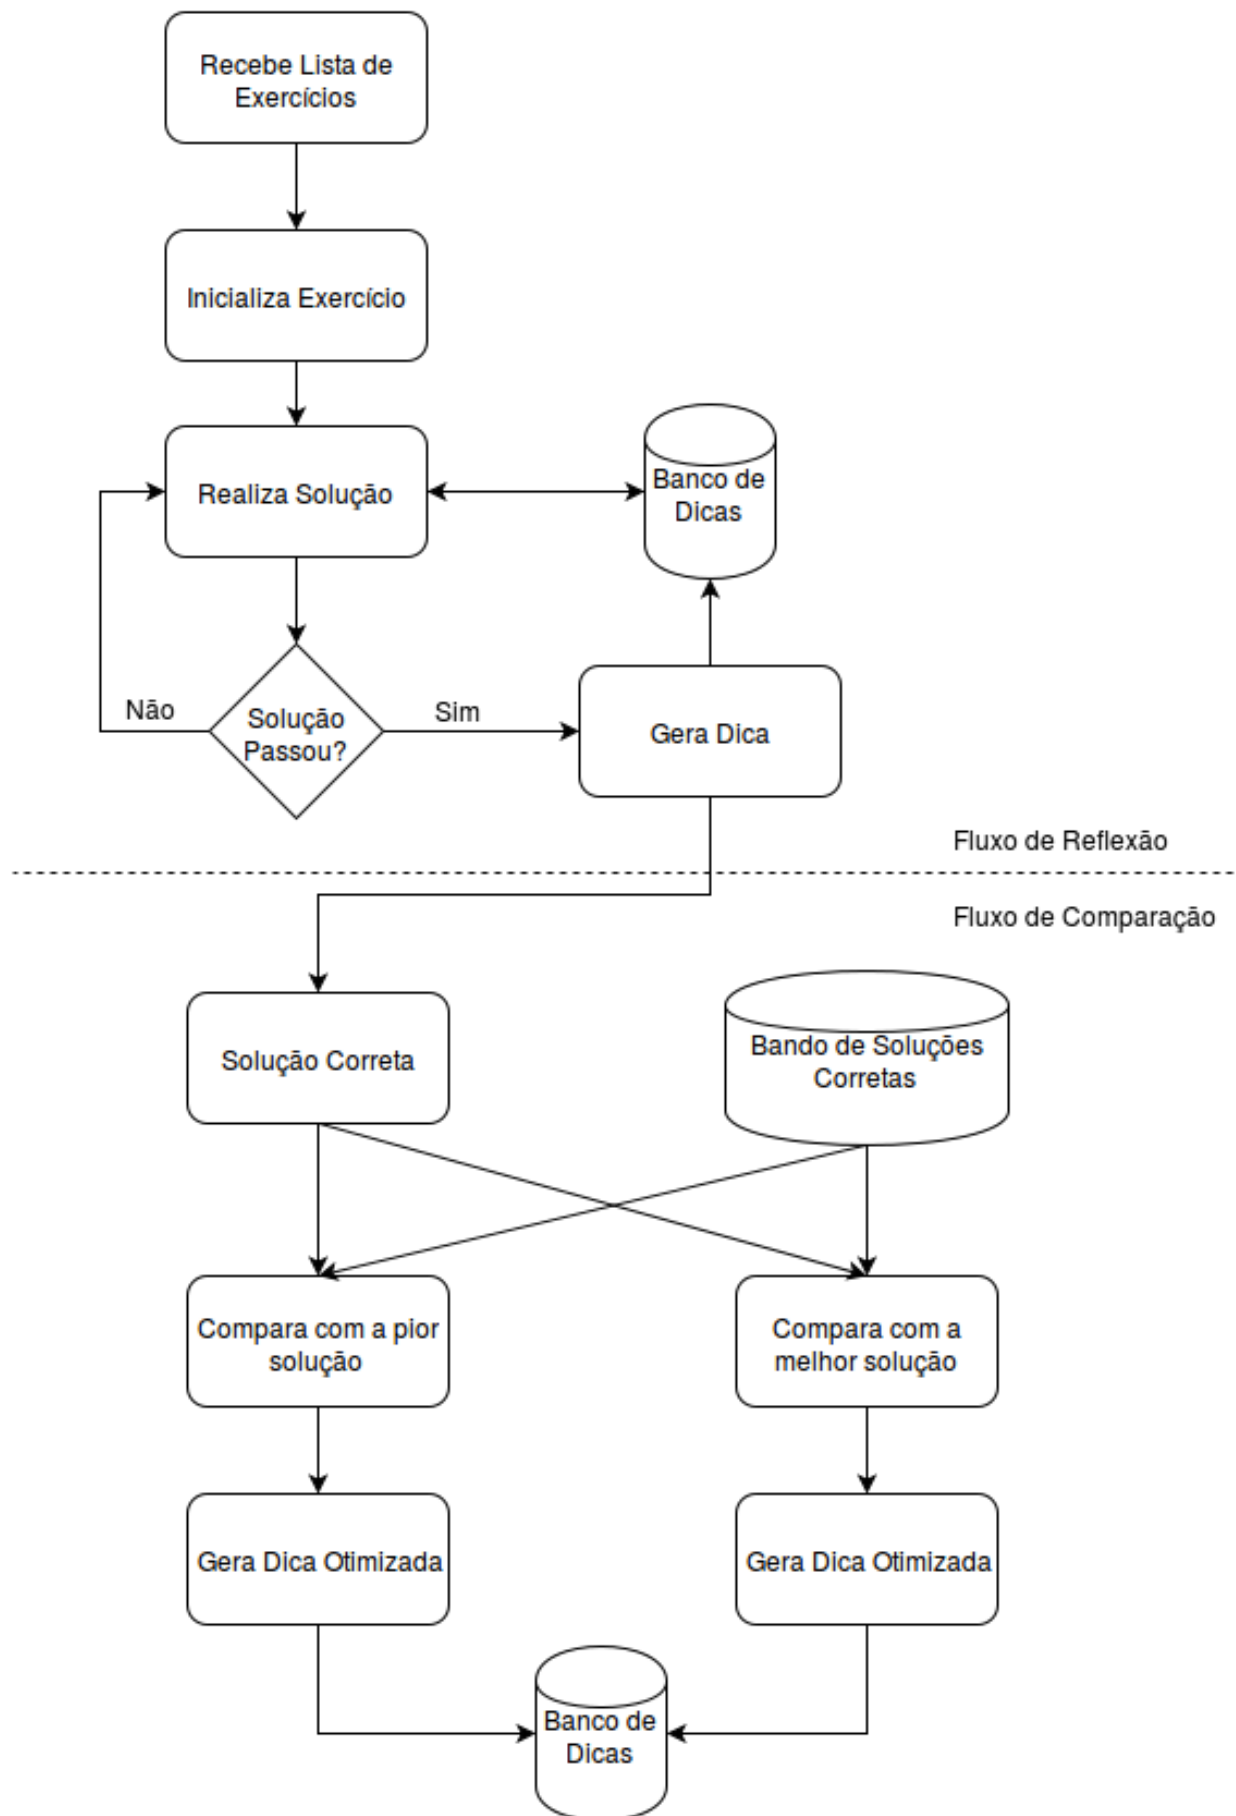 Recebe Lista de
Exercícios
Inicializa Exercício
Realiza Solução
Banco de
Dicas
Não
Solução
Passou?
Sim
Gera Dica
Fluxo de Reflexão
Fluxo de Comparação
Solução Correta
Bando de Soluções
Corretas
Compara com a pior
solução
Compara com a
melhor solução
Gera Dica Otimizada
Gera Dica Otimizada
Banco de
Dicas